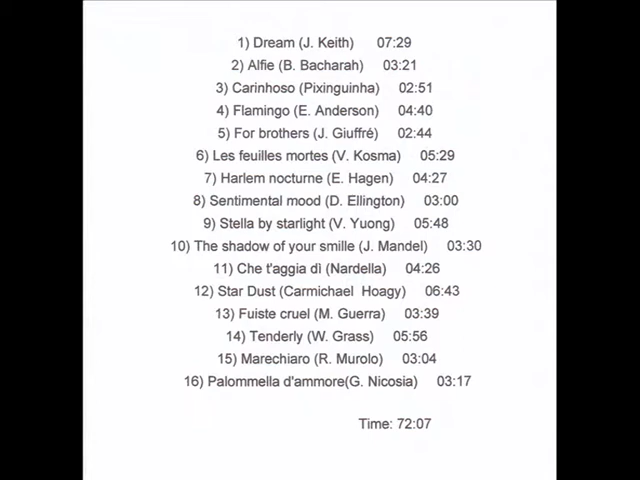 1) Dream (J. Keith) 07:29
2) Alfie (B. Bacharah) 03:21
3) Carinhoso (Pixinguinha) 02:51
4) Flamingo (E. Anderson) 04:40
5) For brothers (J. Giuffré) 02:44
6) Les feuilles mortes (V. Kosma) 05:29
7) Harlem nocturne (E. Hagen) 04:27
8) Sentimental mood (D. Ellington) 03:00
9) Stella by starlight (V. Yuong) 05:48
10) The shadow of your smille (J. Mandel) 03:30
11) Che t'aggia dì (Nardella) 04:26
12) Star Dust (Carmichael Hoagy) 06:43
13) Fuiste cruel (M. Guerra) 03:39
14) Tenderly (W. Grass) 05:56
15) Marechiaro (R. Murolo) 03:04
16) Palommella d'ammore(G. Nicosia) 03:17
Time: 72:07